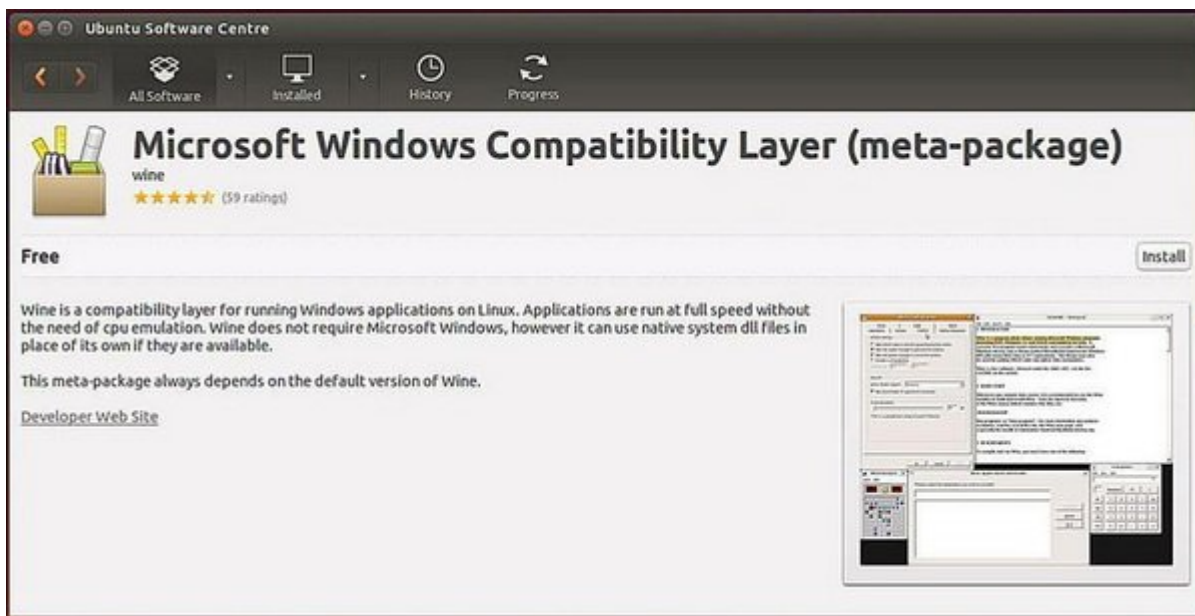 Ubuntu Software Centre
All Software
Installed
History
Progress
Microsoft Windows Compatibility Layer (meta-package)
wine
(59 ratings)
Free
Install
Wine is a compatibility layer for running Windows applications on Linux. Applications are run at full speed without
the need of cpu emulation. Wine does not require Microsoft Windows, however it can use native system dll files in
place of its own if they are available.
This meta-package always depends on the default version of Wine.
Developer Web Site